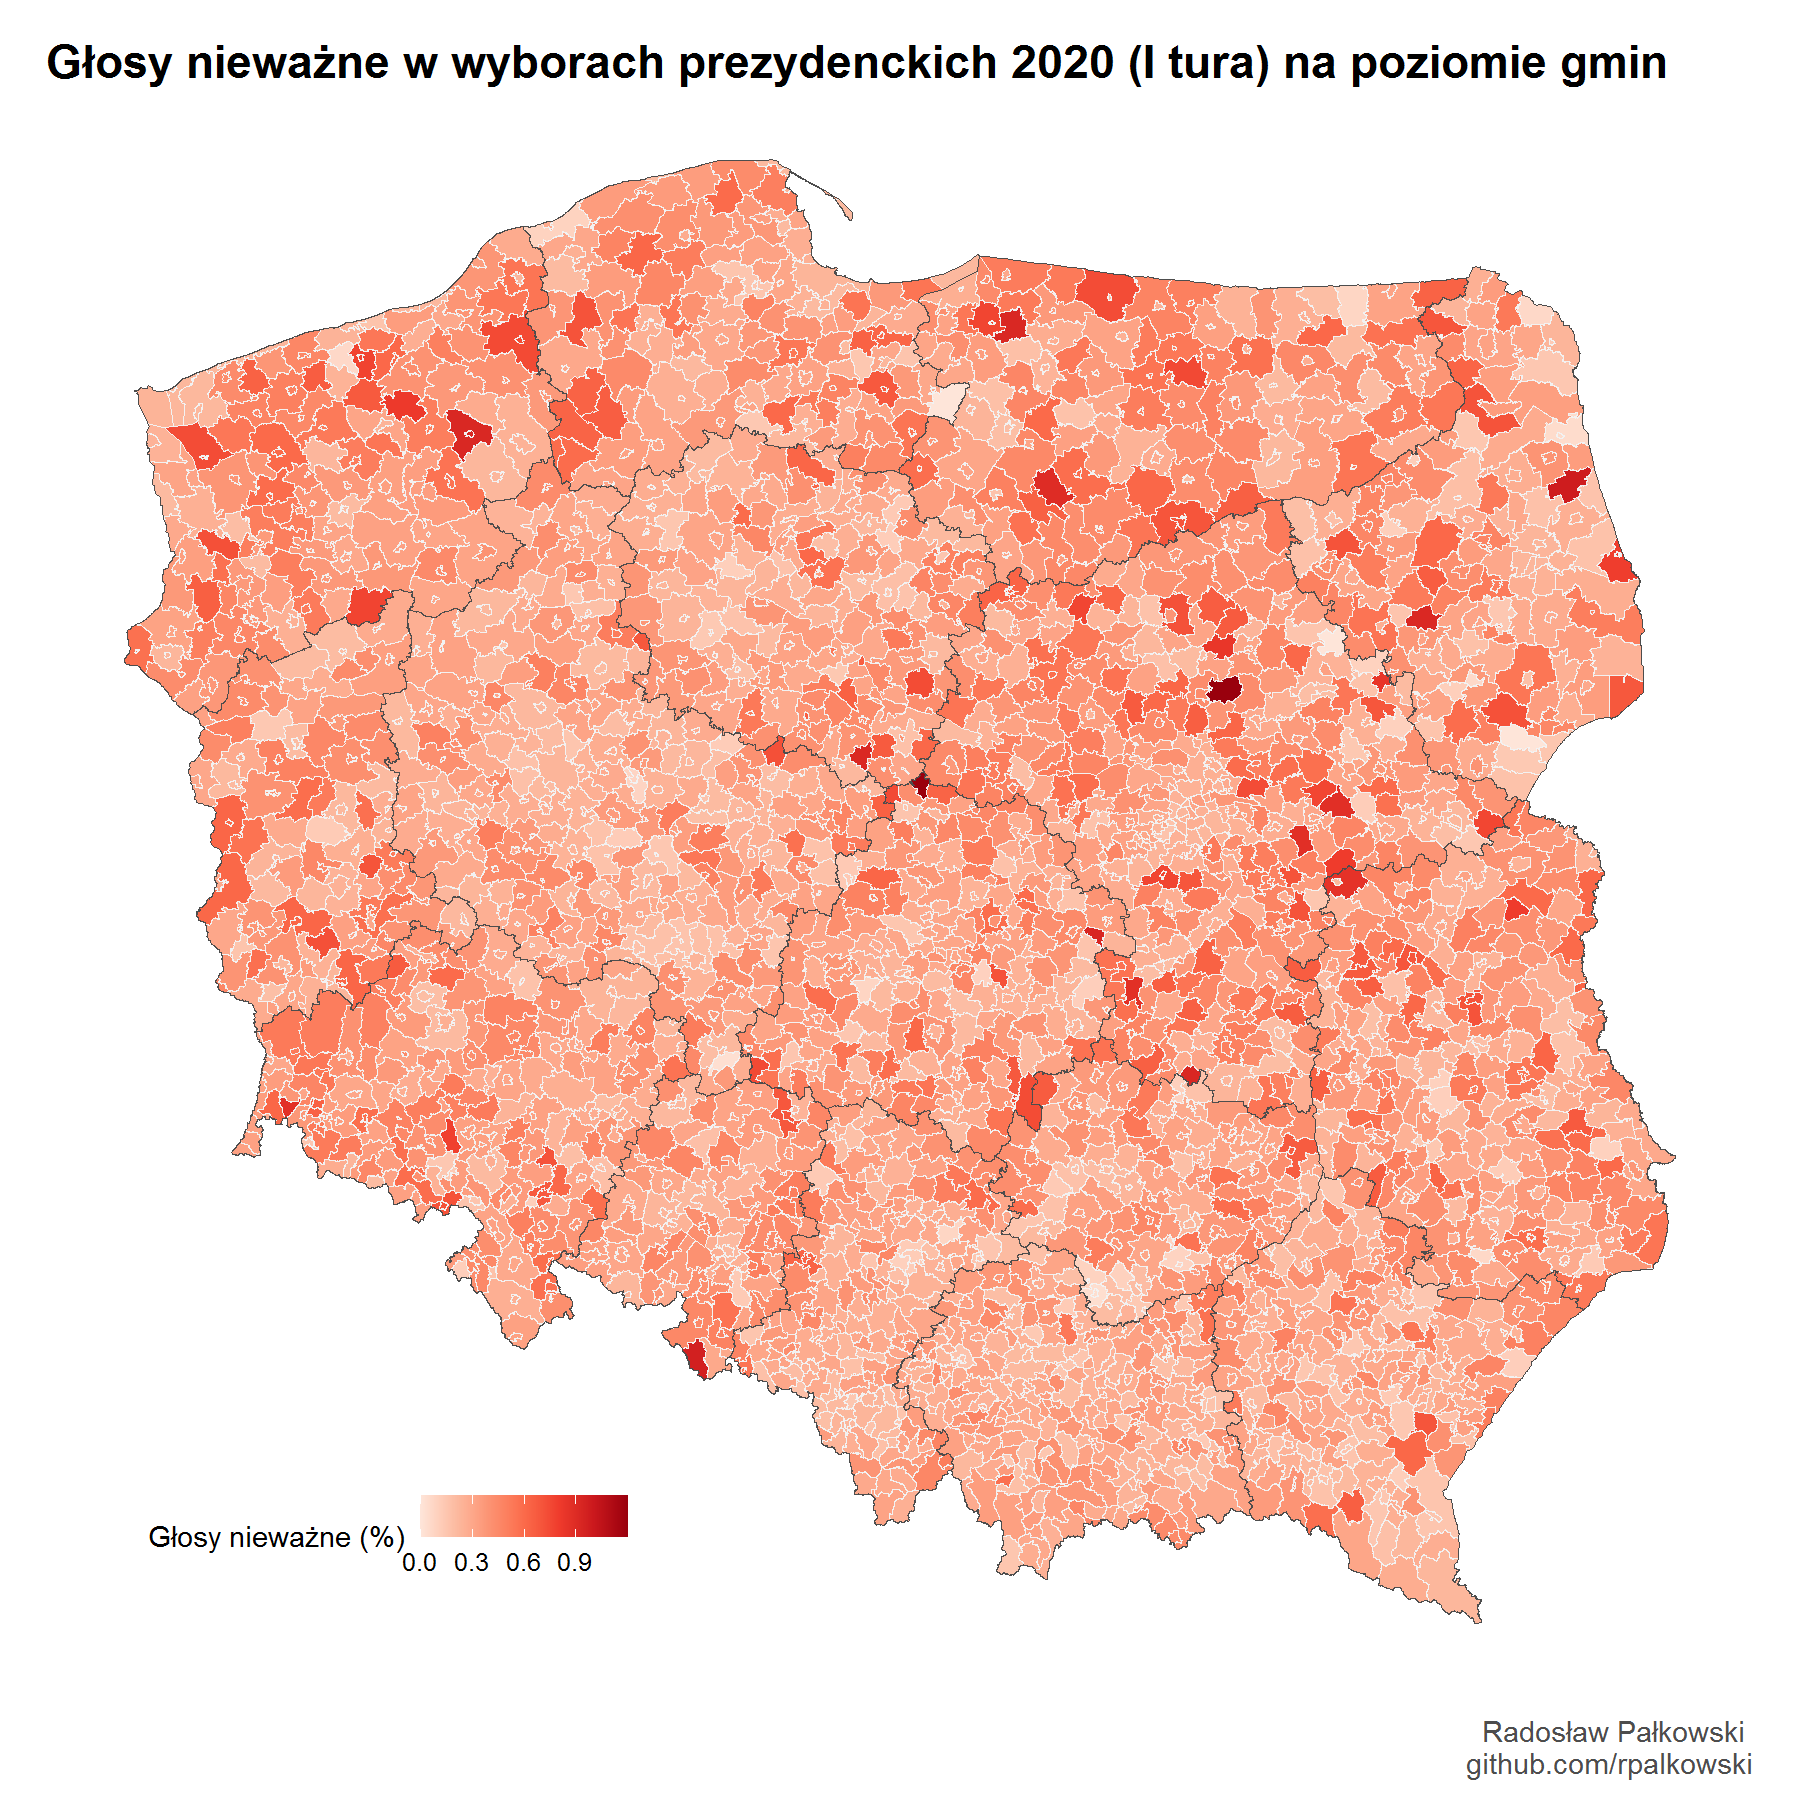 Głosy nieważne w wyborach prezydenckich 2020 (I tura) na poziomie gmin
Głosy nieważne (%)
0.0 0.3 0.6 0.9
Radosław Pałkowski
github.com/rpalkowski